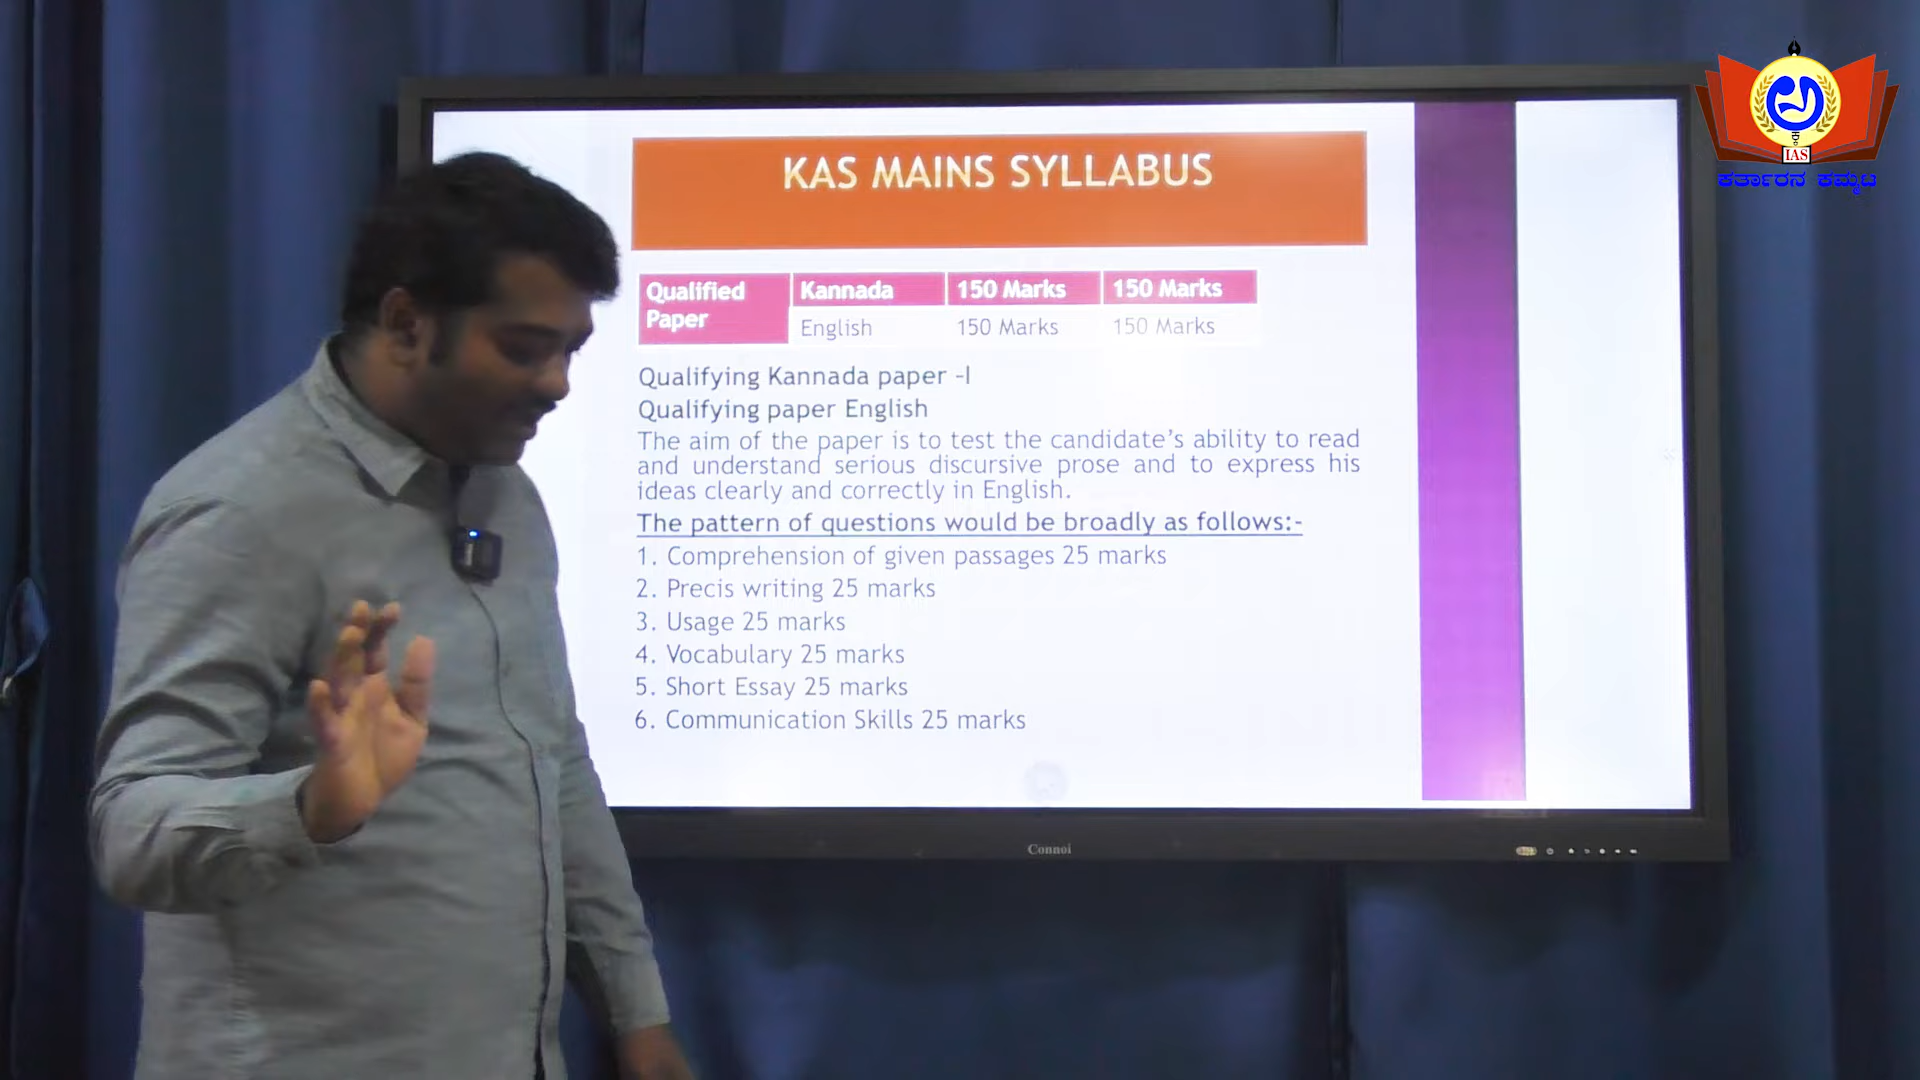 KAS MAINS SYLLABUS
Qualified Paper Kannada 150 Marks 150 Marks
English 150 Marks 150 Marks
Qualifying Kannada paper -I
Qualifying paper English
The aim of the paper is to test the candidate's ability to read
and understand serious discursive prose and to express his
ideas clearly and correctly in English.
The pattern of questions would be broadly as follows:-
1. Comprehension of given passages 25 marks
2. Precis writing 25 marks
3. Usage 25 marks
4. Vocabulary 25 marks
5. Short Essay 25 marks
6. Communication Skills 25 marks
Connoi
IAS
ಕರ್ತಾರನ ಕಮ್ಮಟ